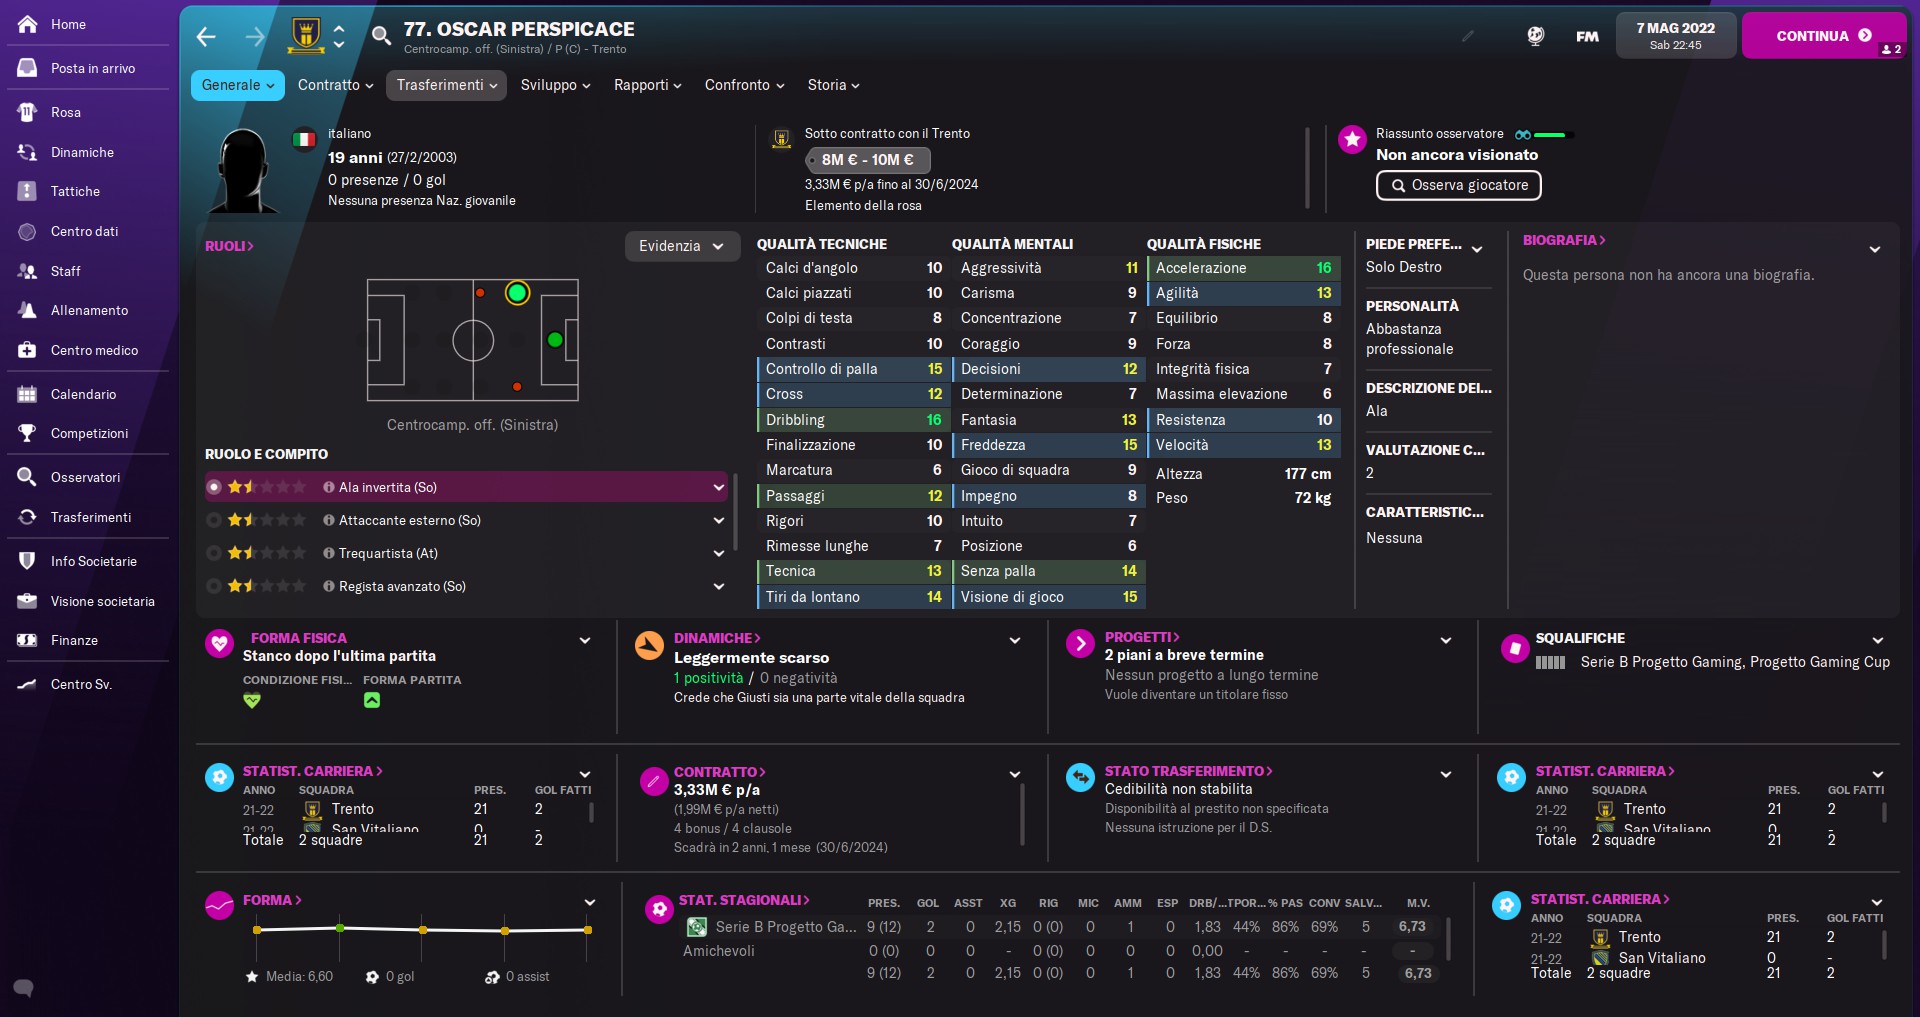 Home
Posta in arrivo
Rosa
Dinamiche
Tattiche
Centro dati
Staff
Allenamento
Centro medico
Calendario
Competizioni
Osservatori
Trasferimenti
Info Societarie
Visione societaria
Finanze
Centro Sv.
77. OSCAR PERSPICACE
Centrocamp. off. (Sinistra) / P (C) - Trento
FM
7 MAG 2022
Sab 22:45
CONTINUA
2
Generale
Contratto
Trasferimenti
Sviluppo
Rapporti
Confronto
Storia
italiano
19 anni (27/2/2003)
0 presenze / 0 gol
Nessuna presenza Naz. giovanile
Sotto contratto con il Trento
8M € - 10M €
3,33M € p/a fino al 30/6/2024
Elemento della rosa
Riassunto osservatore
Non ancora visionato
Osserva giocatore
RUOLI
Evidenzia
Centrocamp. off. (Sinistra)
RUOLO E COMPITO
Ala invertita (So)
Attaccante esterno (So)
Trequartista (At)
Regista avanzato (So)
QUALITÀ TECNICHE
Calci d'angolo 10
Calci piazzati 10
Colpi di testa 8
Contrasti 10
Controllo di palla 15
Cross 12
Dribbling 16
Finalizzazione 10
Marcatura 6
Passaggi 12
Rigori 10
Rimesse lunghe 7
Tecnica 13
Tiri da lontano 14
QUALITÀ MENTALI
Aggressività 11
Carisma 9
Concentrazione 7
Coraggio 9
Decisioni 12
Determinazione 7
Fantasia 13
Freddezza 15
Gioco di squadra 9
Impegno 8
Intuito 7
Posizione 6
Senza palla 14
Visione di gioco 15
QUALITÀ FISICHE
Accelerazione 16
Agilità 13
Equilibrio 8
Forza 8
Integrità fisica 7
Massima elevazione 6
Resistenza 10
Velocità 13
Altezza 177 cm
Peso 72 kg
PIEDE PREFE...
Solo Destro
PERSONALITÀ
Abbastanza
professionale
DESCRIZIONE DEI...
Ala
VALUTAZIONE C...
2
CARATTERISTIC...
Nessuna
BIOGRAFIA
Questa persona non ha ancora una biografia.
FORMA FISICA
Stanco dopo l'ultima partita
CONDIZIONE FISI... FORMA PARTITA
DINAMICHE
Leggermente scarso
1 positività / 0 negatività
Crede che Giusti sia una parte vitale della squadra
PROGETTI
2 piani a breve termine
Nessun progetto a lungo termine
Vuole diventare un titolare fisso
SQUALIFICHE
Serie B Progetto Gaming, Progetto Gaming Cup
STATIST. CARRIERA
ANNO SQUADRA PRES. GOL FATTI
21-22 Trento 21 2
21-22 San Vitaliano 0 -
Totale 2 squadre 21 2
CONTRATTO
3,33M € p/a
(1,99M € p/a netti)
4 bonus / 4 clausole
Scadrà in 2 anni, 1 mese (30/6/2024)
STATO TRASFERIMENTO
Cedibilità non stabilita
Disponibilità al prestito non specificata
Nessuna istruzione per il D.S.
STATIST. CARRIERA
ANNO SQUADRA PRES. GOL FATTI
21-22 Trento 21 2
21-22 San Vitaliano 0 -
Totale 2 squadre 21 2
FORMA
Media: 6,60 0 gol 0 assist
STAT. STAGIONALI PRES. GOL ASST XG RIG MIC AMM ESP DRB/... TPOR... % PAS CONV SALV... M.V.
Serie B Progetto Ga... 9 (12) 2 0 2,15 0 (0) 0 1 0 1,83 44% 86% 69% 5 6,73
Amichevoli 0 (0) 0 0 - 0 (0) 0 0 0 0,00 - - - - -
9 (12) 2 0 2,15 0 (0) 0 1 0 1,83 44% 86% 69% 5 6,73
STATIST. CARRIERA
ANNO SQUADRA PRES. GOL FATTI
21-22 Trento 21 2
21-22 San Vitaliano 0 -
Totale 2 squadre 21 2